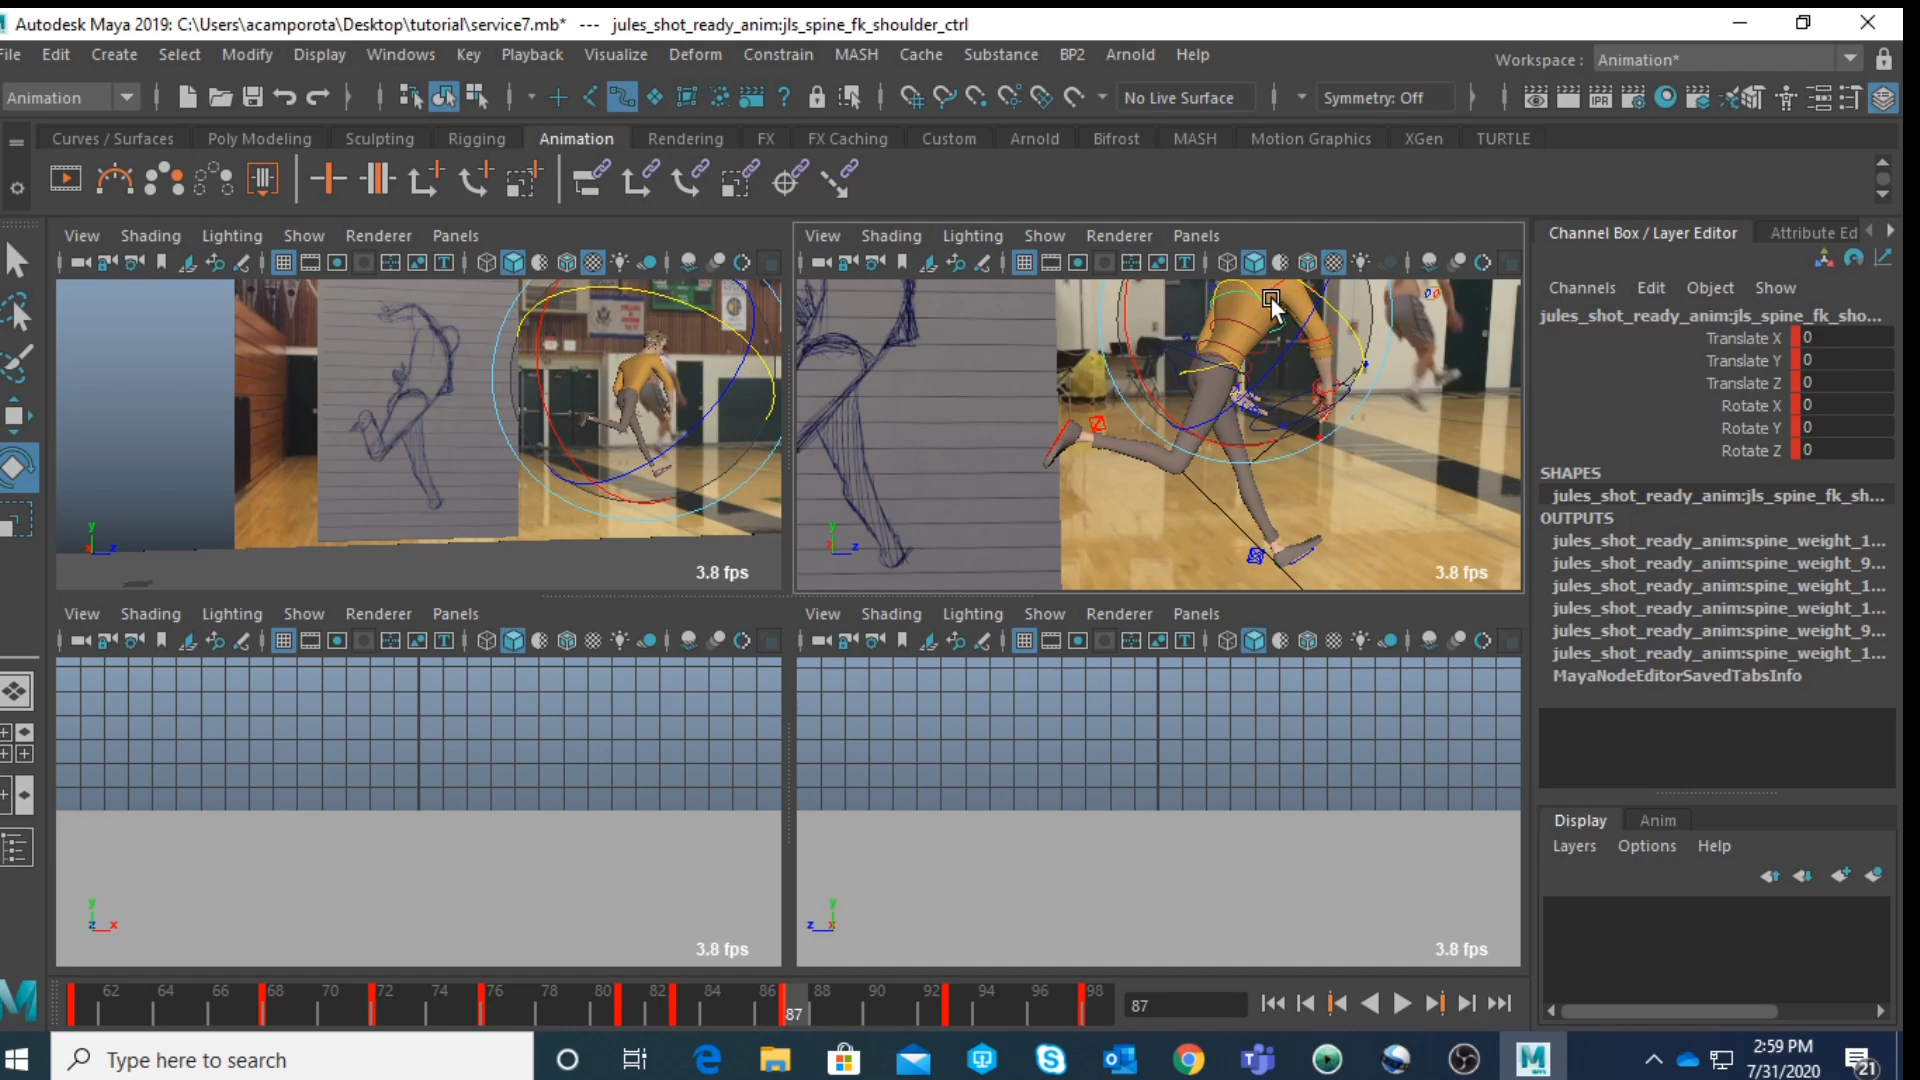 Autodesk Maya 2019: C:\Users\acamporota\Desktop\tutorial\service7.mb* --- jules_shot_ready_anim:jls_spine_fk_shoulder_ctrl
File Edit Create Select Modify Display Windows Key Playback Visualize Deform Constrain MASH Cache Substance BP2 Arnold Help Workspace : Animation*
Animation No Live Surface Symmetry: Off IPR
Curves / Surfaces Poly Modeling Sculpting Rigging Animation Rendering FX FX Caching Custom Arnold Bifrost MASH Motion Graphics XGen TURTLE
View Shading Lighting Show Renderer Panels
View Shading Lighting Show Renderer Panels
Channel Box / Layer Editor Attribute Ed
Channels Edit Object Show
jules_shot_ready_anim:jls_spine_fk_sho...
Translate X 0
Translate Y 0
Translate Z 0
Rotate X 0
Rotate Y 0
Rotate Z 0
SHAPES
jules_shot_ready_anim:jls_spine_fk_sh...
OUTPUTS
jules_shot_ready_anim:spine_weight_1...
jules_shot_ready_anim:spine_weight_9...
jules_shot_ready_anim:spine_weight_1...
jules_shot_ready_anim:spine_weight_1...
jules_shot_ready_anim:spine_weight_9...
jules_shot_ready_anim:spine_weight_1...
MayaNodeEditorSavedTabsInfo
y
x z
3.8 fps
y
x z
3.8 fps
View Shading Lighting Show Renderer Panels
View Shading Lighting Show Renderer Panels
y
z x
3.8 fps
y
z x
3.8 fps
Display Anim
Layers Options Help
62 64 66 68 70 72 74 76 78 80 82 84 86 88 90 92 94 96 98
87
87
Type here to search
2:59 PM
7/31/2020
21